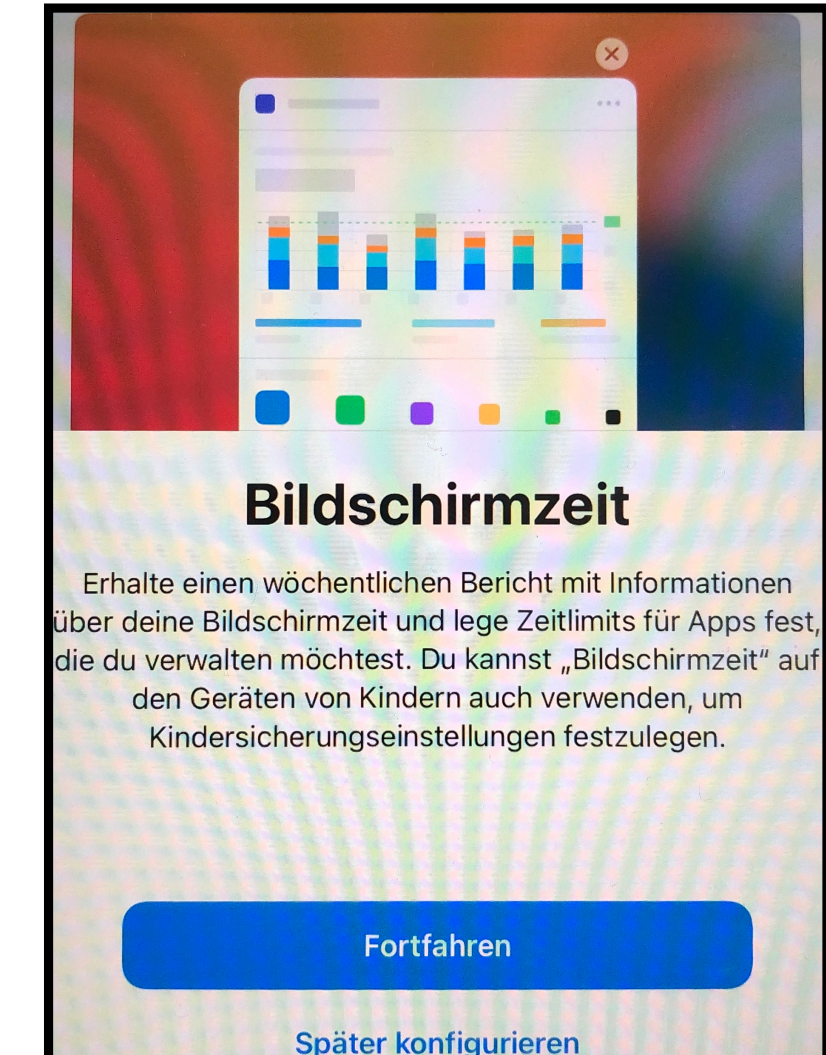 Bildschirmzeit
Erhalte einen wöchentlichen Bericht mit Informationen
über deine Bildschirmzeit und lege Zeitlimits für Apps fest,
die du verwalten möchtest. Du kannst „Bildschirmzeit“ auf
den Geräten von Kindern auch verwenden, um
Kindersicherungseinstellungen festzulegen.
Fortfahren
Später konfigurieren